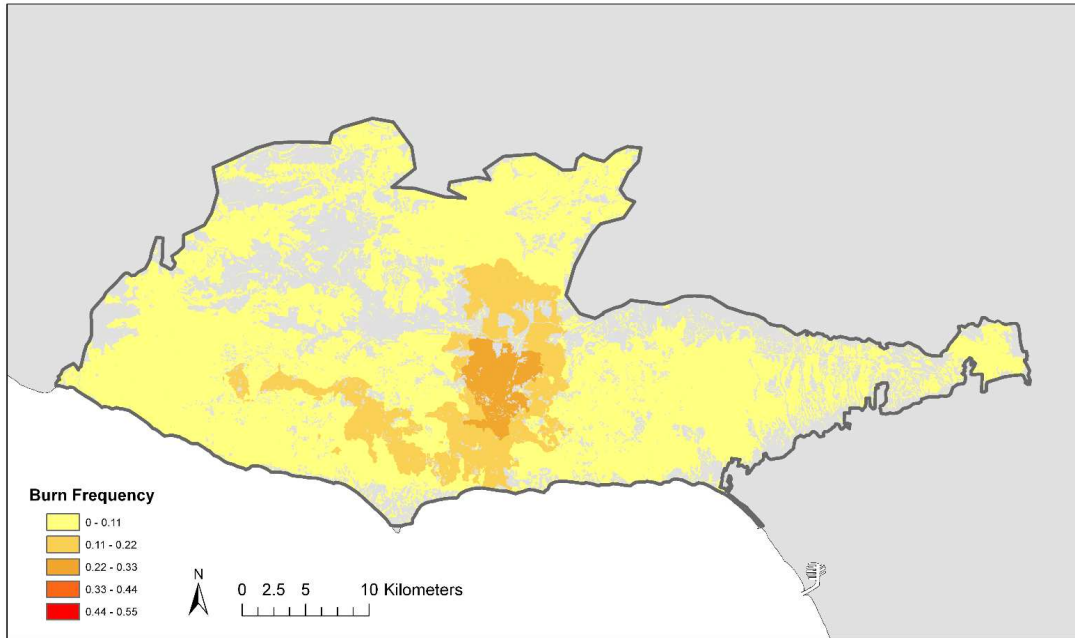 Burn Frequency
0 - 0.11
0.11 - 0.22
0.22 - 0.33
0.33 - 0.44
0.44 - 0.55
N
0 2.5 5 10 Kilometers